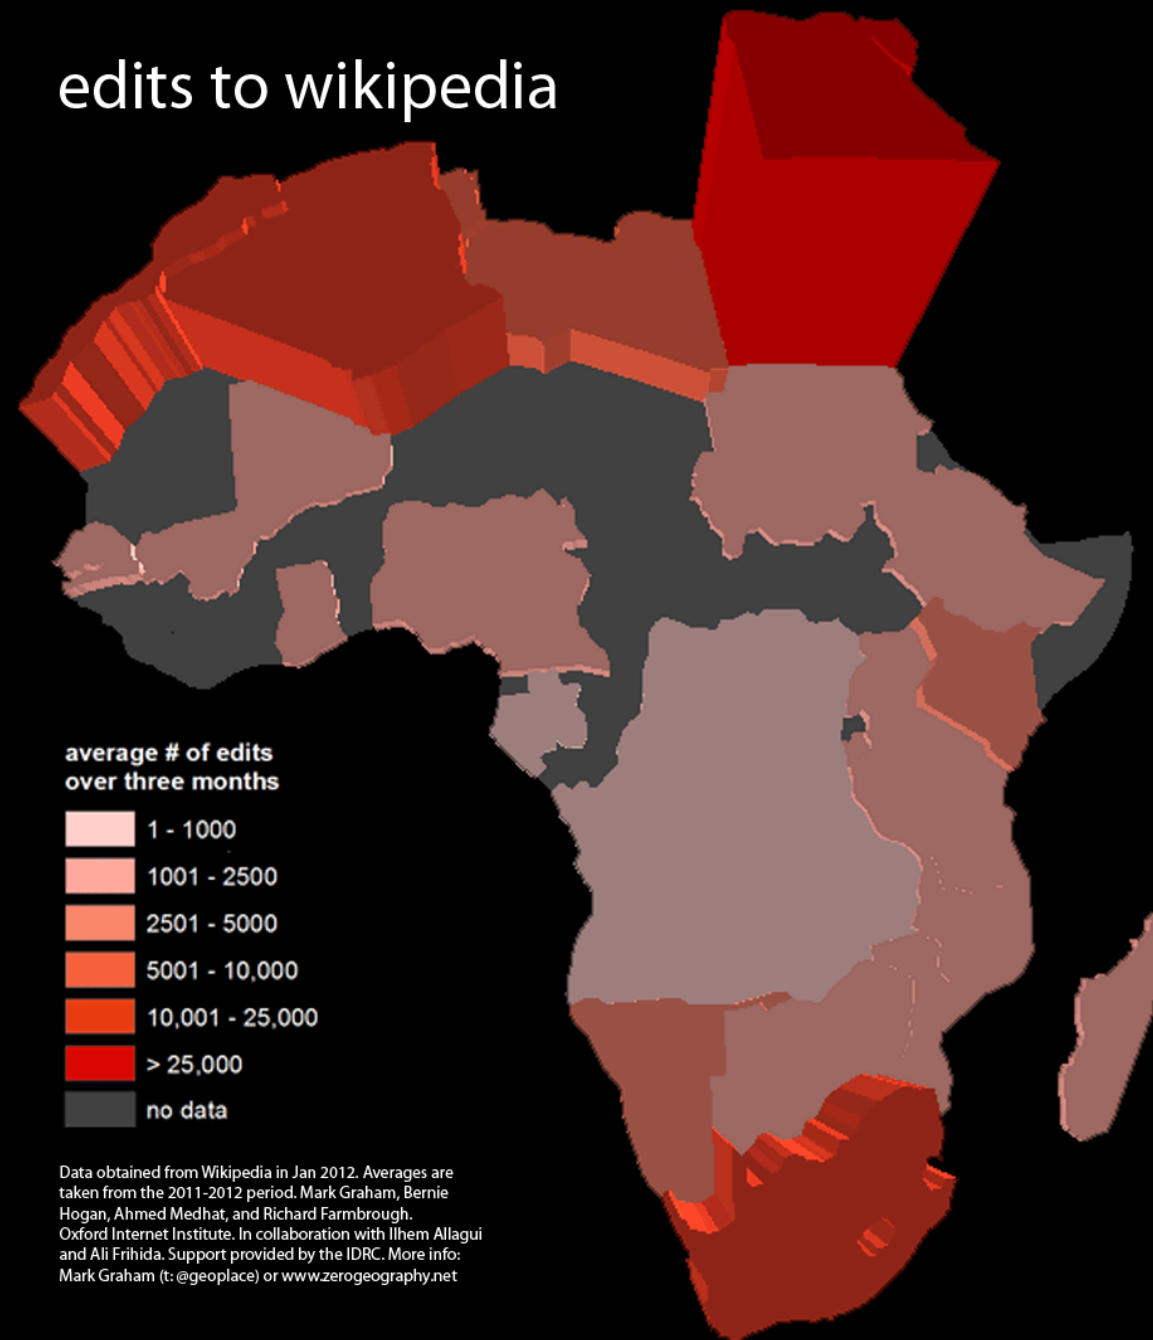 edits to wikipedia
average # of edits
over three months
1 - 1000
1001 - 2500
2501 - 5000
5001 - 10,000
10,001 - 25,000
> 25,000
no data
Data obtained from Wikipedia in Jan 2012. Averages are
taken from the 2011-2012 period. Mark Graham, Bernie
Hogan, Ahmed Medhat, and Richard Farmbrough.
Oxford Internet Institute. In collaboration with Ilhem Allagui
and Ali Frihida. Support provided by the IDRC. More info:
Mark Graham (t: @geoplace) or www.zerogeography.net